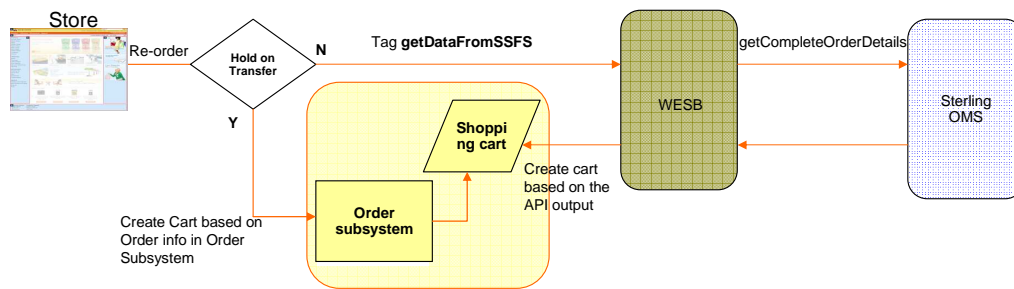 Store
Re-order
Hold on
Transfer
N
Tag getDataFromSSFS
getCompleteOrderDetails
WESB
Sterling
OMS
Y
Shoppi
ng cart
Create cart
based on the
API output
Order
subsystem
Create Cart based on
Order info in Order
Subsystem